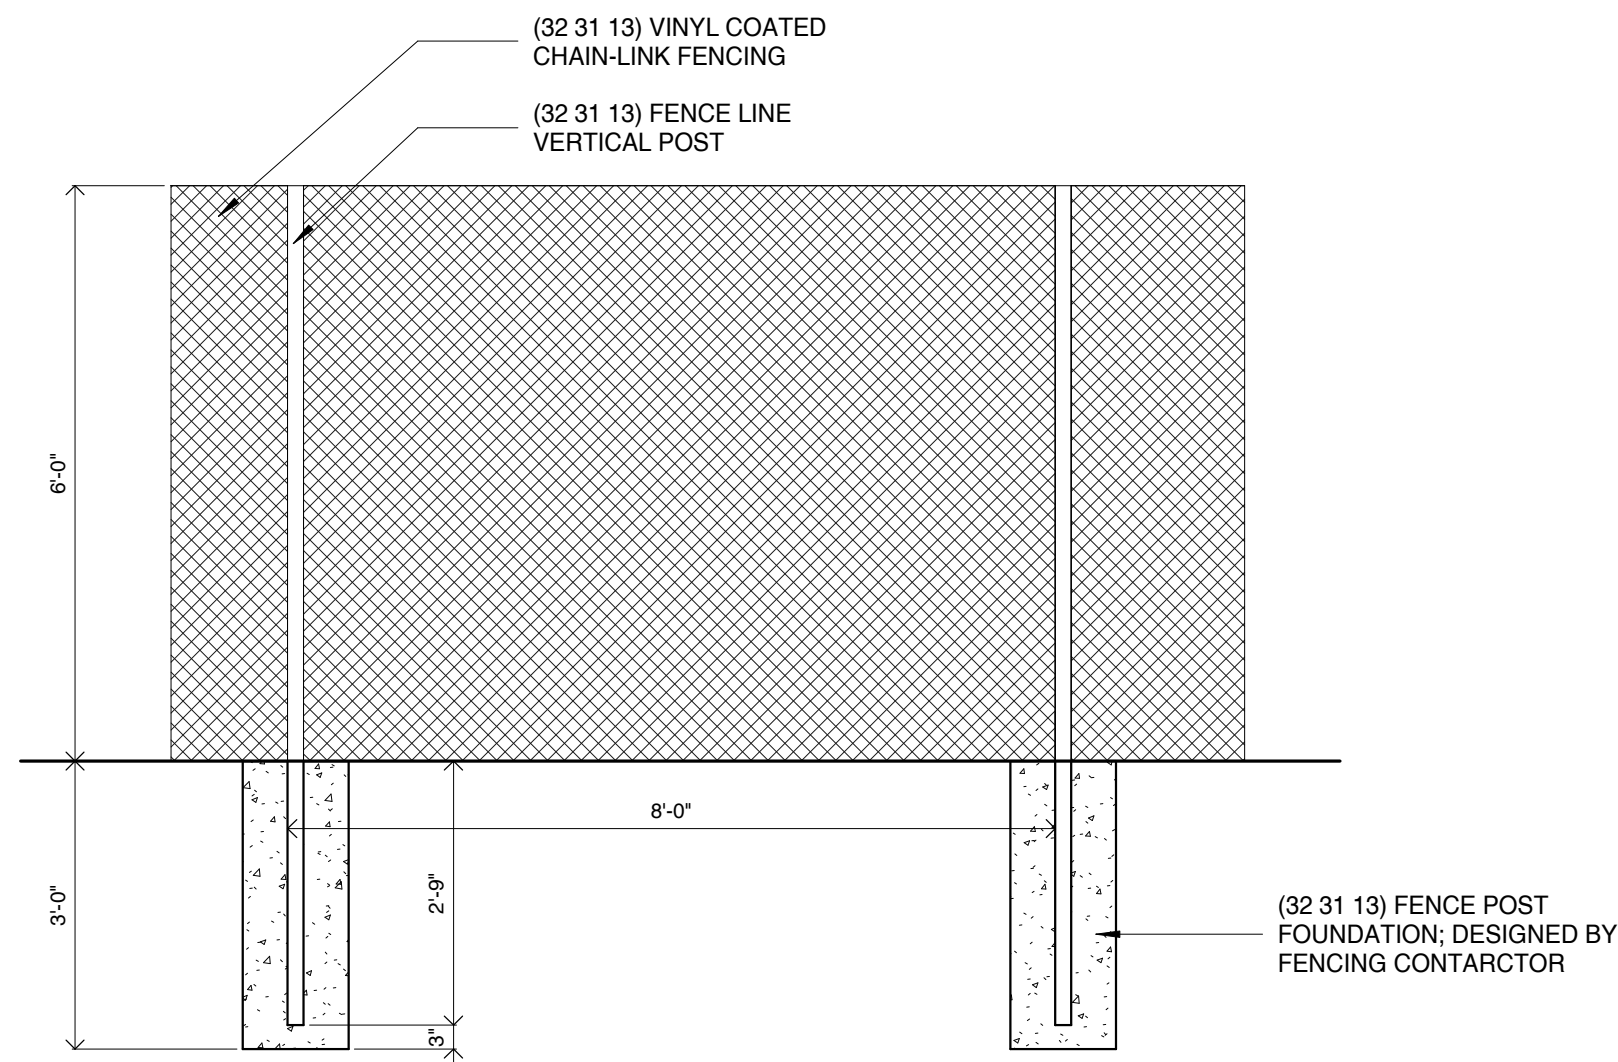 (32 31 13) VINYL COATED
CHAIN-LINK FENCING
(32 31 13) FENCE LINE
VERTICAL POST
6'-0"
8'-0"
3'-0"
2'-9"
3"
(32 31 13) FENCE POST
FOUNDATION; DESIGNED BY
FENCING CONTARCTOR